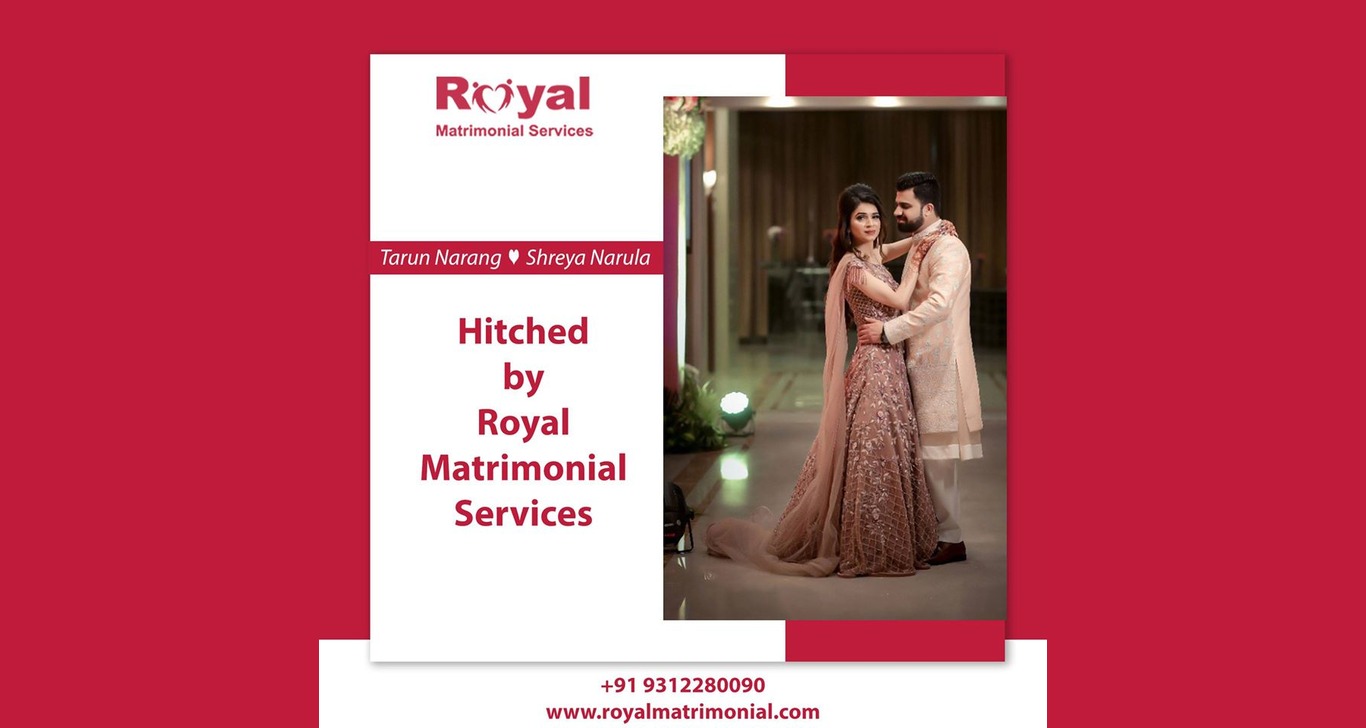 Royal
Matrimonial Services
Tarun Narang ♥ Shreya Narula
Hitched
by
Royal
Matrimonial
Services
+91 9312280090
www.royalmatrimonial.com